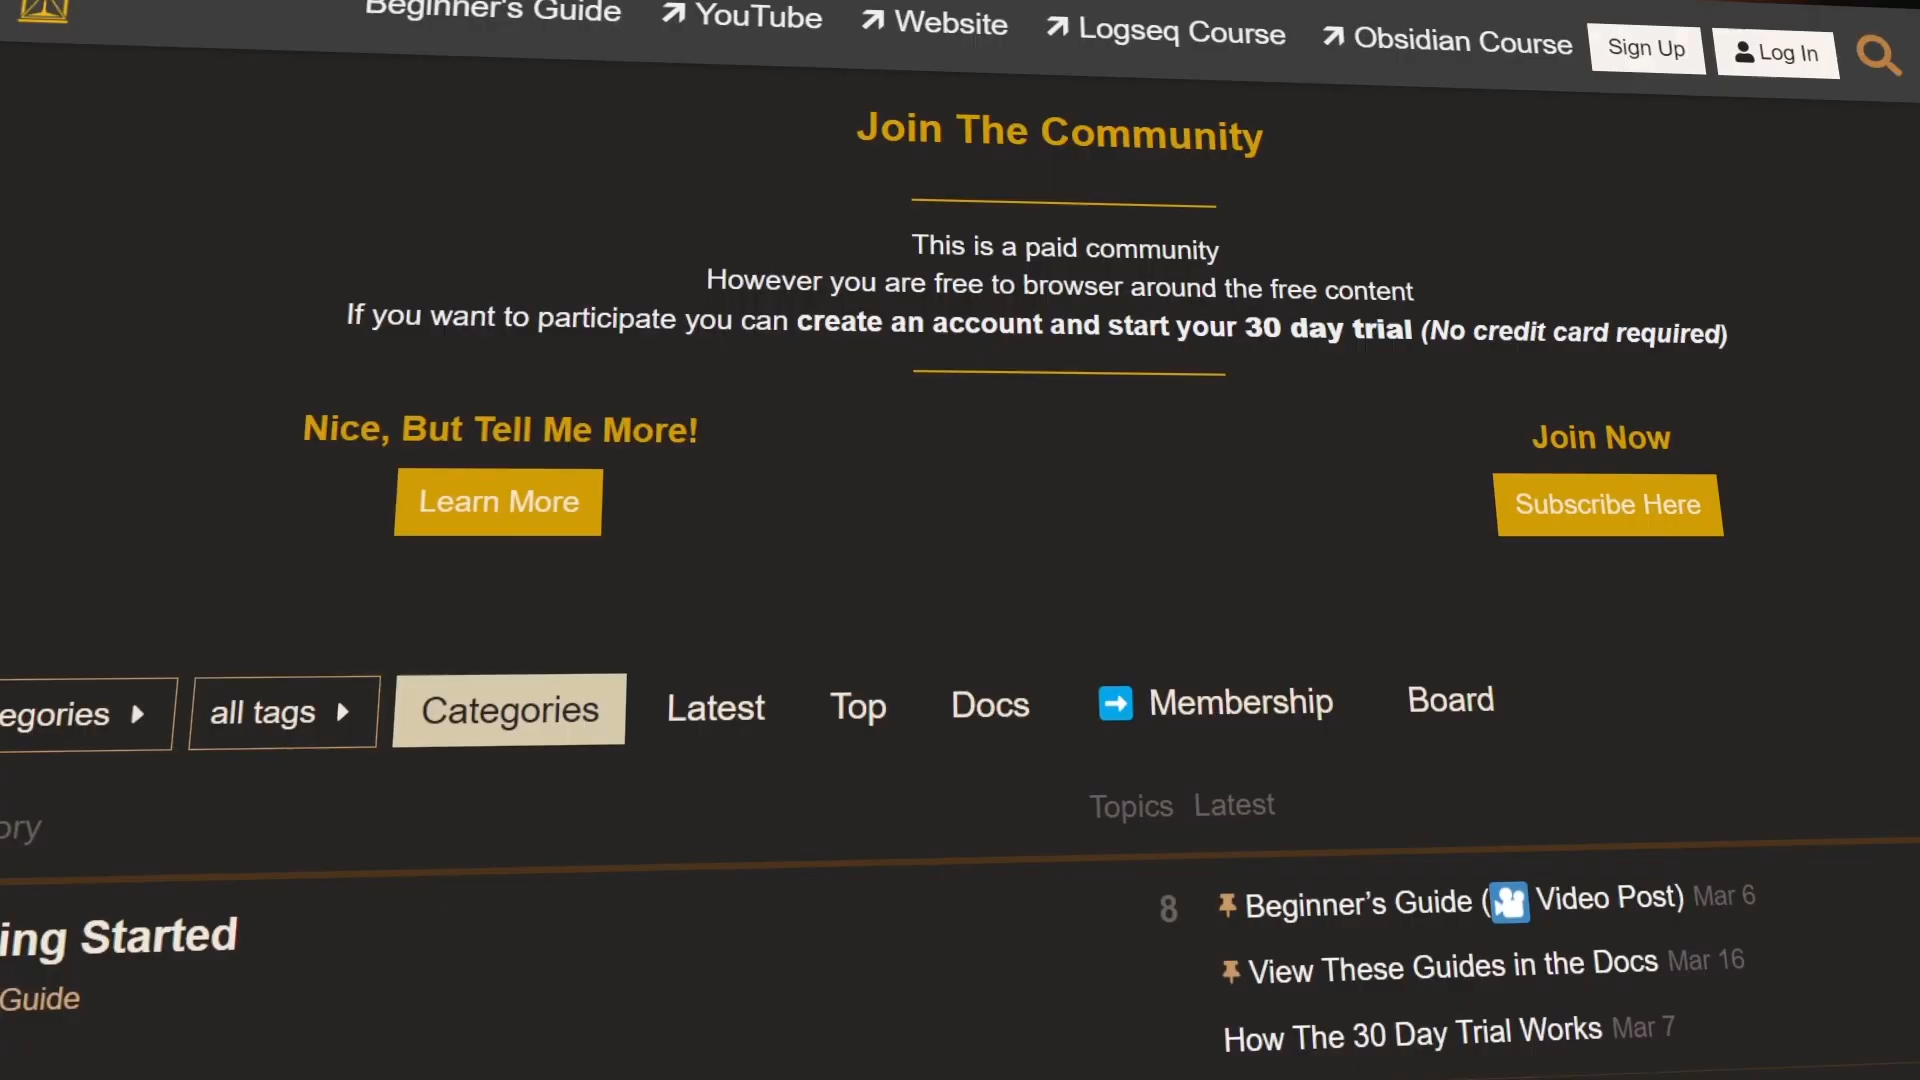 Beginner's Guide YouTube Website Logseq Course Obsidian Course Sign Up Log In
Join The Community
This is a paid community
However you are free to browser around the free content
If you want to participate you can create an account and start your 30 day trial (No credit card required)
Nice, But Tell Me More!
Join Now
Learn More
Subscribe Here
egories all tags Categories Latest Top Docs Membership Board
ory
Topics Latest
ing Started
Guide
8 Beginner’s Guide ( Video Post) Mar 6
View These Guides in the Docs Mar 16
How The 30 Day Trial Works Mar 7